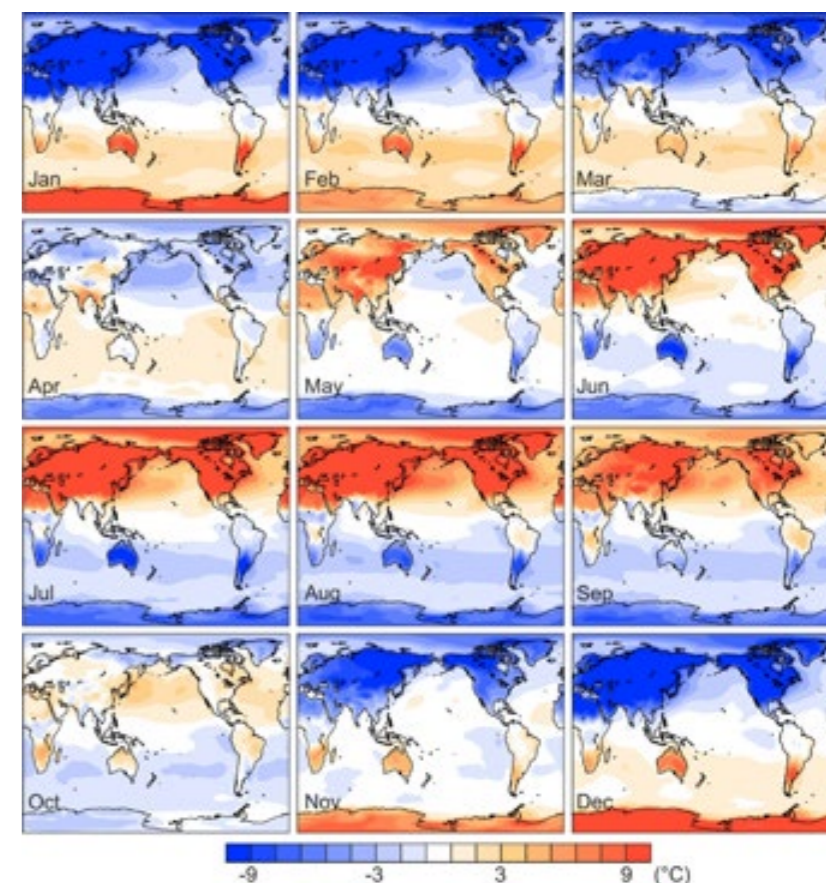 Jan Feb Mar
Apr May Jun
Jul Aug Sep
Oct Nov Dec
-9 -3 3 9 (°C)